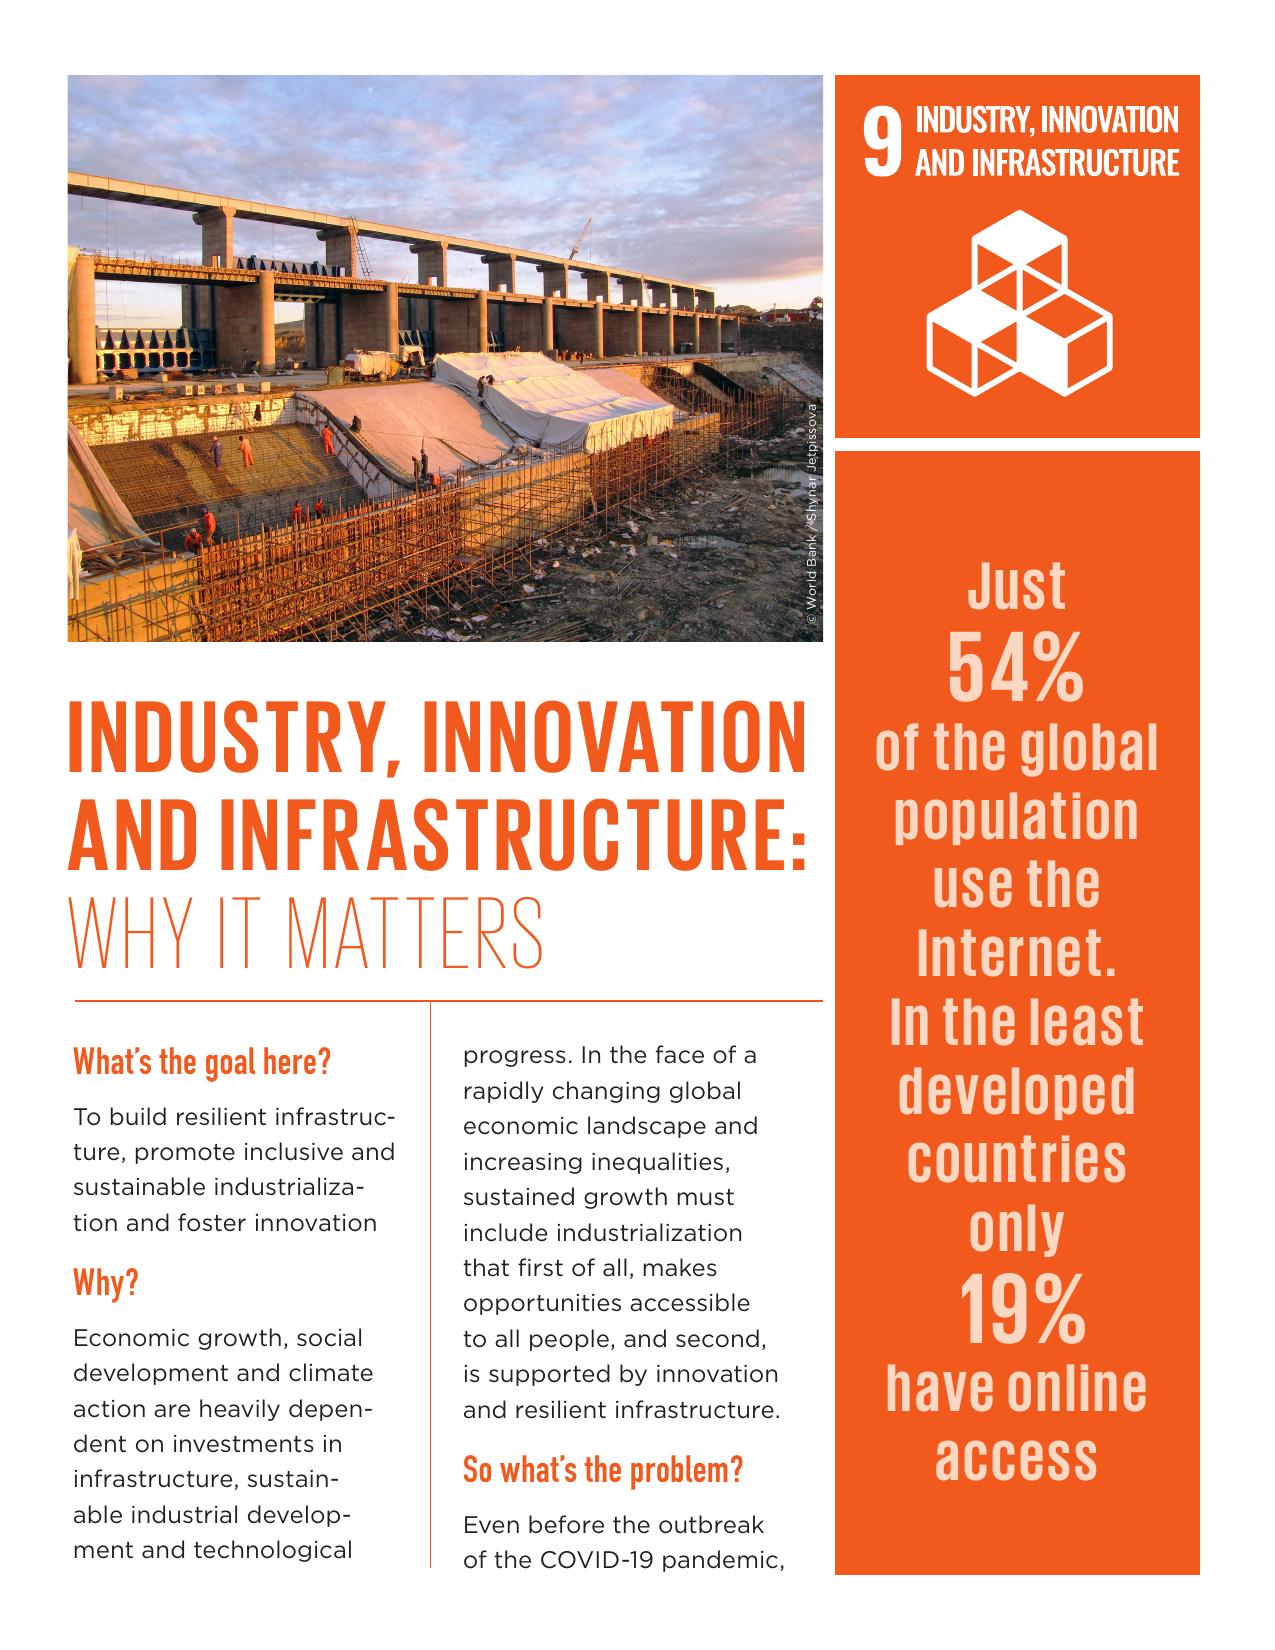 © World Bank / Shynar Jetpissova
9 INDUSTRY, INNOVATION
AND INFRASTRUCTURE
INDUSTRY, INNOVATION
AND INFRASTRUCTURE:
WHY IT MATTERS
What's the goal here?
To build resilient infrastruc-
ture, promote inclusive and
sustainable industrializa-
tion and foster innovation
Why?
Economic growth, social
development and climate
action are heavily depen-
dent on investments in
infrastructure, sustain-
able industrial develop-
ment and technological
progress. In the face of a
rapidly changing global
economic landscape and
increasing inequalities,
sustained growth must
include industrialization
that first of all, makes
opportunities accessible
to all people, and second,
is supported by innovation
and resilient infrastructure.
So what's the problem?
Even before the outbreak
of the COVID-19 pandemic,
Just
54%
of the global
population
use the
Internet.
In the least
developed
countries
only
19%
have online
access